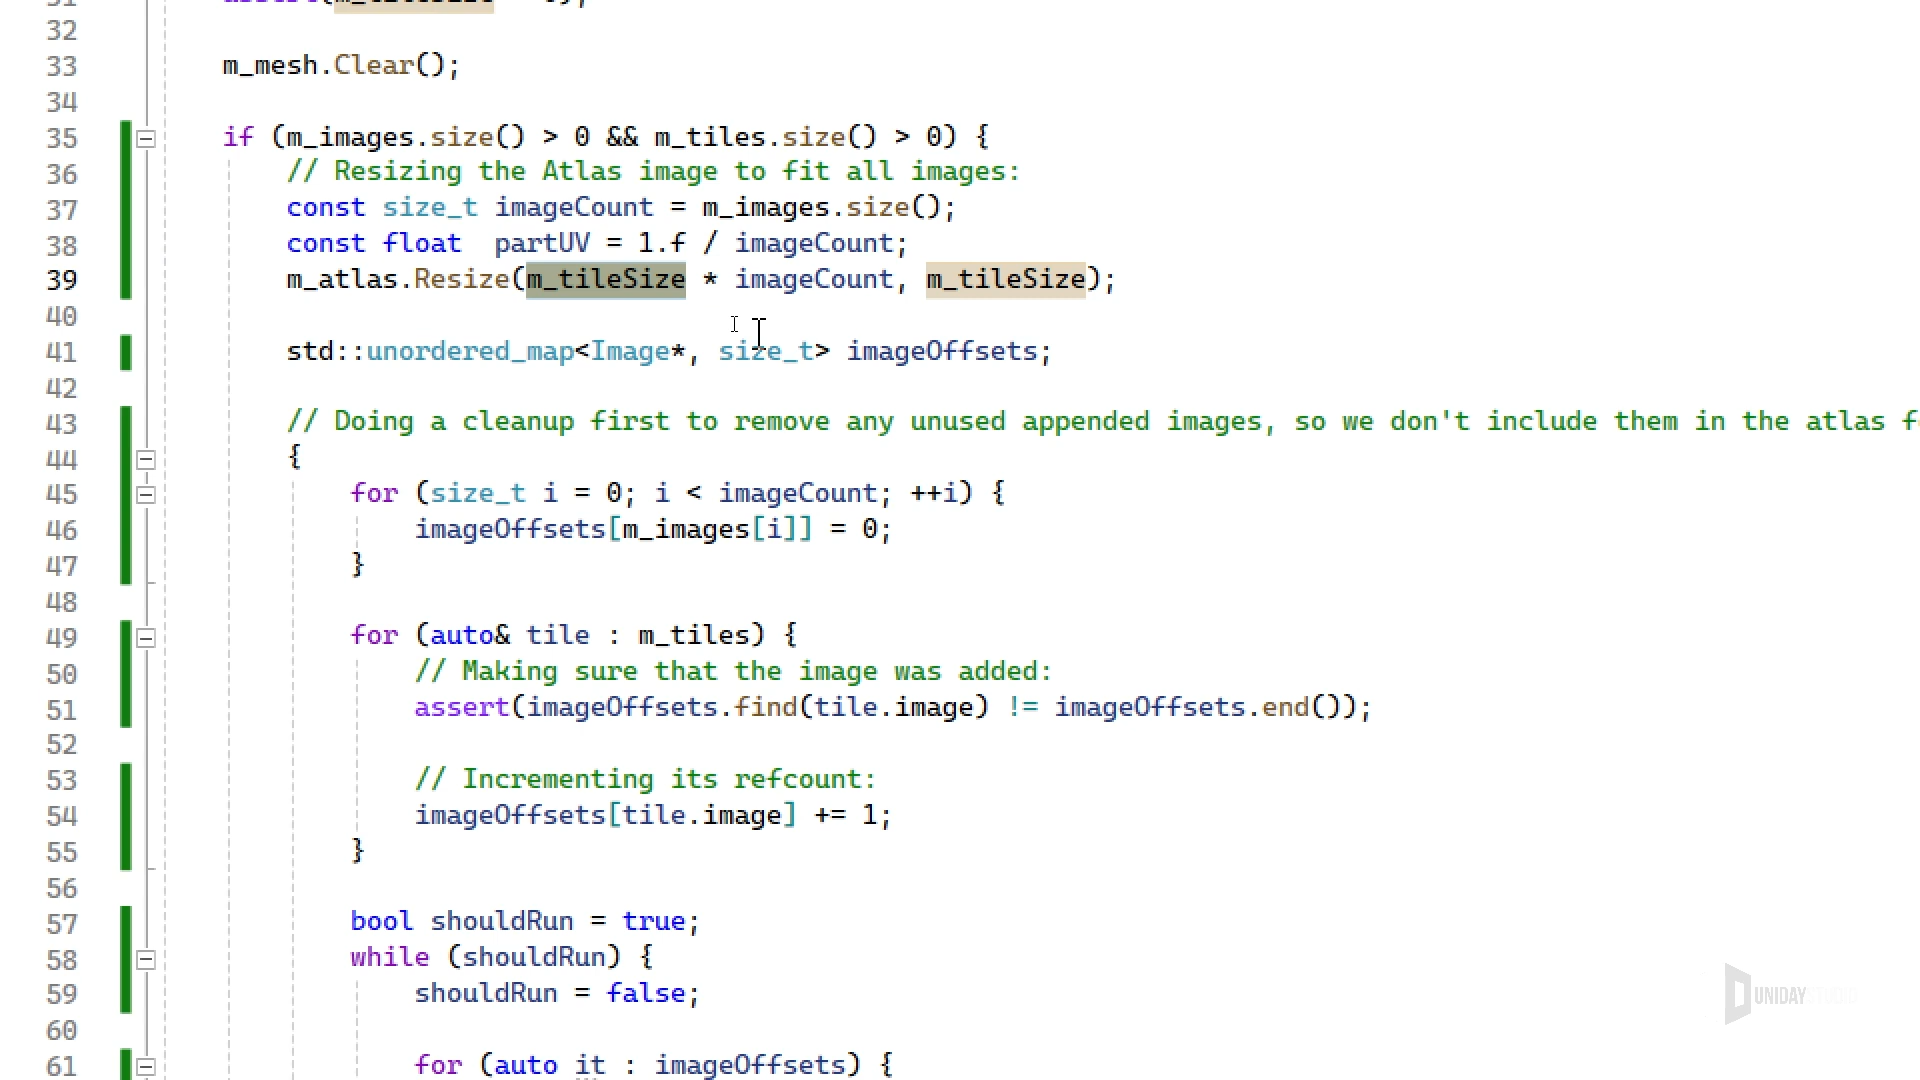 32
33 m_mesh.Clear();
34
35 if (m_images.size() > 0 && m_tiles.size() > 0) {
36 // Resizing the Atlas image to fit all images:
37 const size_t imageCount = m_images.size();
38 const float  partUV = 1.f / imageCount;
39 m_atlas.Resize(m_tileSize * imageCount, m_tileSize);
40
41 std::unordered_map<Image*, size_t> imageOffsets;
42
43 // Doing a cleanup first to remove any unused appended images, so we don't include them in the atlas
44 {
45 for (size_t i = 0; i < imageCount; ++i) {
46 imageOffsets[m_images[i]] = 0;
47 }
48
49 for (auto& tile : m_tiles) {
50 // Making sure that the image was added:
51 assert(imageOffsets.find(tile.image) != imageOffsets.end());
52
53 // Incrementing its refcount:
54 imageOffsets[tile.image] += 1;
55 }
56
57 bool shouldRun = true;
58 while (shouldRun) {
59 shouldRun = false;
60
61 for (auto it : imageOffsets) {
UNIDAY